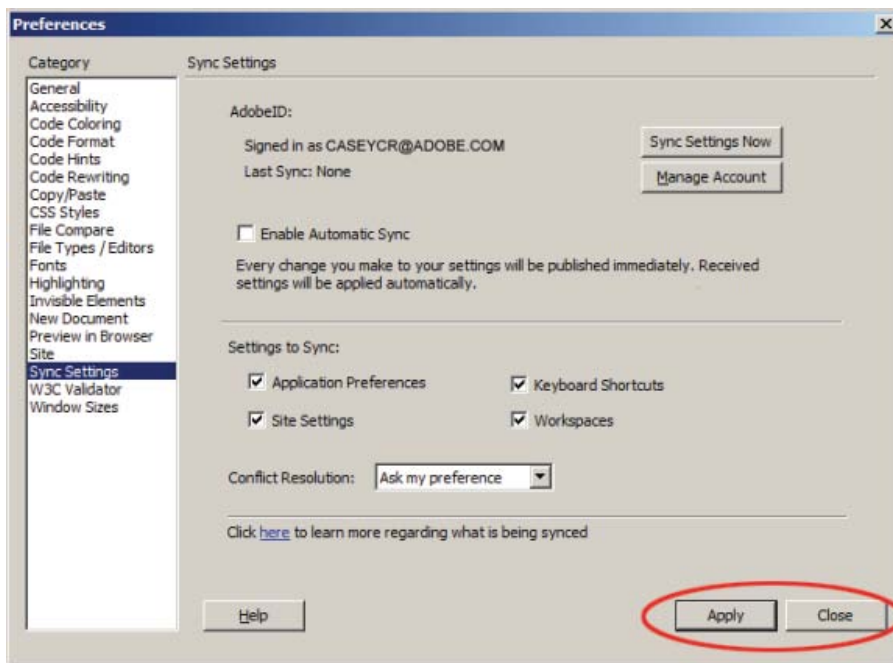 Preferences
Category
General
Accessibility
Code Coloring
Code Format
Code Hints
Code Rewriting
Copy/Paste
CSS Styles
File Compare
File Types / Editors
Fonts
Highlighting
Invisible Elements
New Document
Preview in Browser
Site
Sync Settings
W3C Validator
Window Sizes
Sync Settings
AdobeID:
Signed in as CASEYCR@ADOBE.COM
Sync Settings Now
Last Sync: None
Manage Account
Enable Automatic Sync
Every change you make to your settings will be published immediately. Received
settings will be applied automatically.
Settings to Sync:
Application Preferences
Keyboard Shortcuts
Site Settings
Workspaces
Conflict Resolution: Ask my preference
Click here to learn more regarding what is being synced
Help
Apply
Close